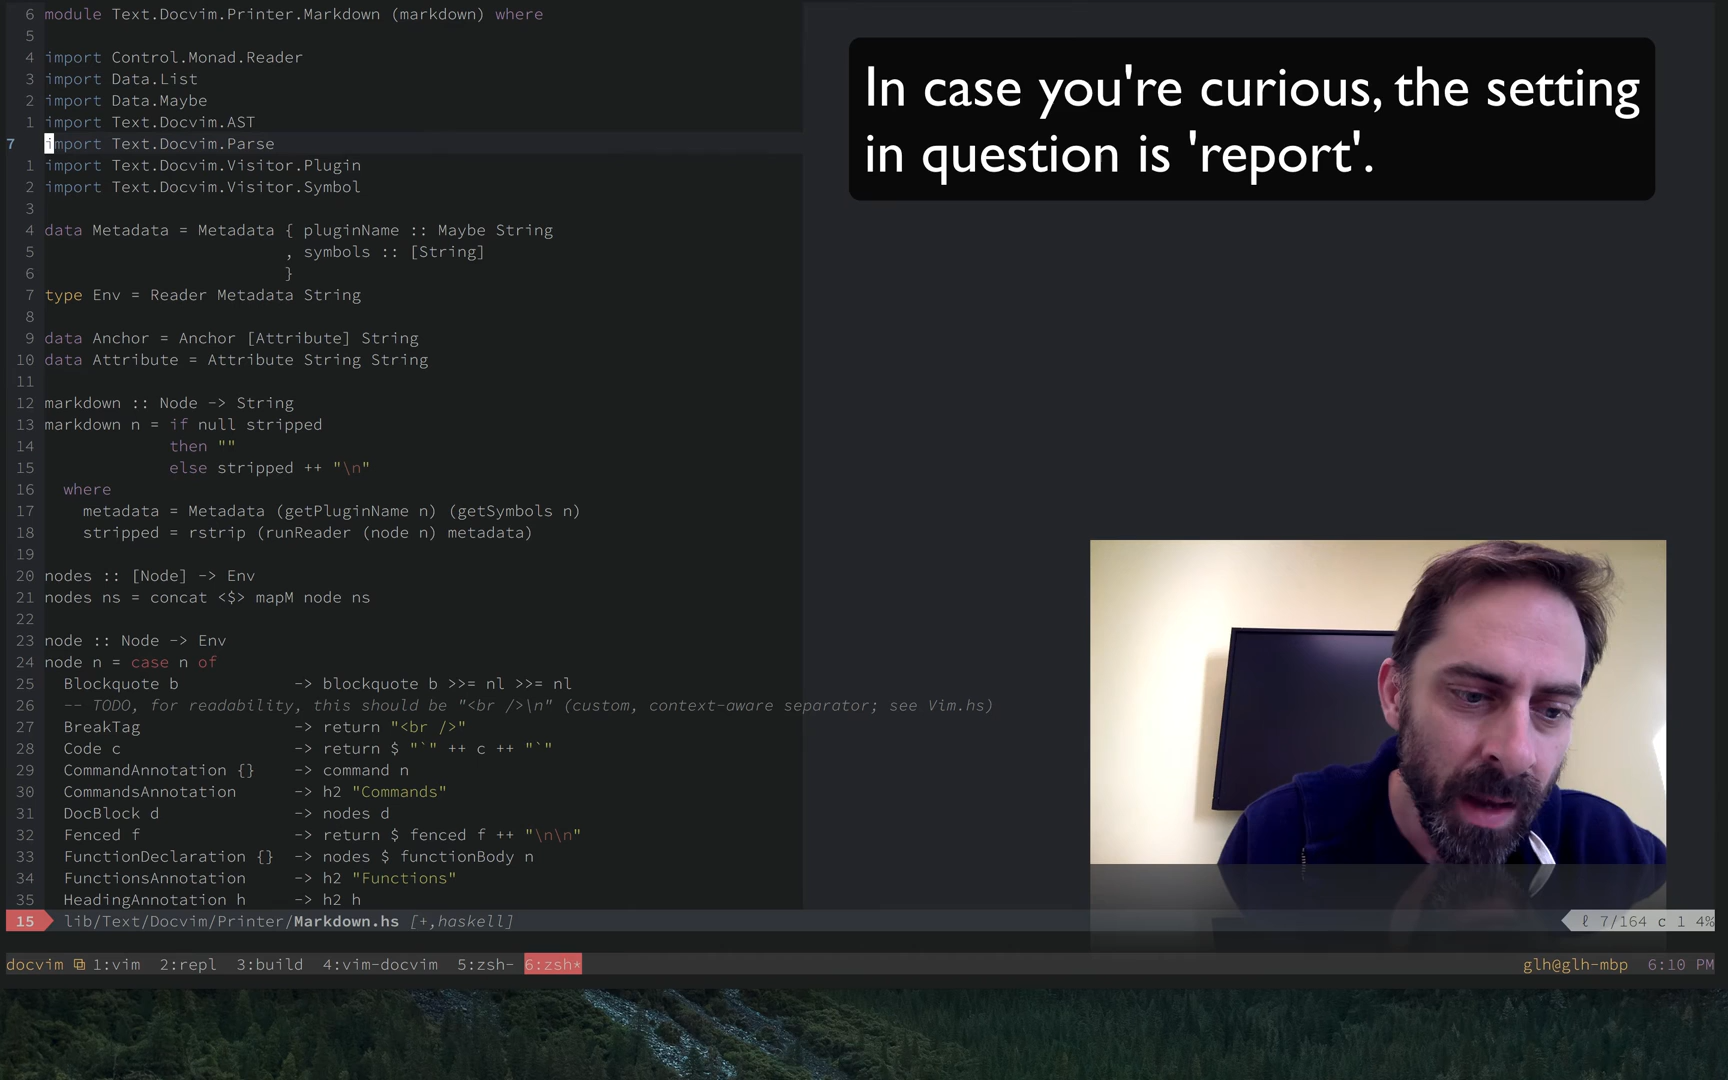 6 module Text.Docvim.Printer.Markdown (markdown) where
5
4 import Control.Monad.Reader
3 import Data.List
2 import Data.Maybe
1 import Text.Docvim.AST
7 import Text.Docvim.Parse
1 import Text.Docvim.Visitor.Plugin
2 import Text.Docvim.Visitor.Symbol
3
4 data Metadata = Metadata { pluginName :: Maybe String
5                          , symbols :: [String]
6                          }
7 type Env = Reader Metadata String
8
9 data Anchor = Anchor [Attribute] String
10 data Attribute = Attribute String String
11
12 markdown :: Node -> String
13 markdown n = if null stripped
14              then ""
15              else stripped ++ "\n"
16   where
17     metadata = Metadata (getPluginName n) (getSymbols n)
18     stripped = rstrip (runReader (node n) metadata)
19
20 nodes :: [Node] -> Env
21 nodes ns = concat <$> mapM node ns
22
23 node :: Node -> Env
24 node n = case n of
25   Blockquote b            -> blockquote b >>= nl >>= nl
26   -- TODO, for readability, this should be "<br />\n" (custom, context-aware separator; see Vim.hs)
27   BreakTag                -> return "<br />"
28   Code c                  -> return $ "`" ++ c ++ "`"
29   CommandAnnotation {}    -> command n
30   CommandsAnnotation      -> h2 "Commands"
31   DocBlock d              -> nodes d
32   Fenced f                -> return $ fenced f ++ "\n\n"
33   FunctionDeclaration {}  -> nodes $ functionBody n
34   FunctionsAnnotation     -> h2 "Functions"
35   HeadingAnnotation h     -> h2 h
15 lib/Text/Docvim/Printer/Markdown.hs [+,haskell] ℓ 7/164 c 1 4%
docvim ⧉ 1:vim 2:repl 3:build 4:vim-docvim 5:zsh- 6:zsh* glh@glh-mbp 6:10 PM
In case you're curious, the setting
in question is 'report'.